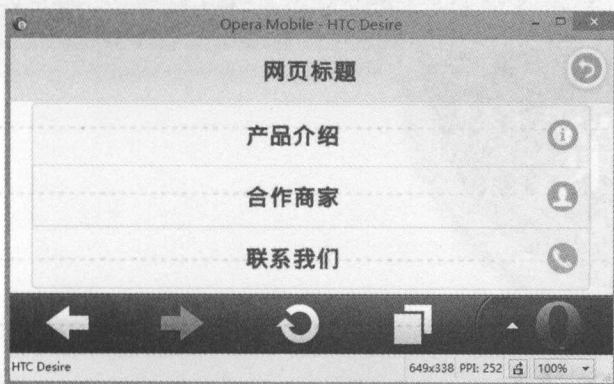 Opera Mobile - HTC Desire
网页标题
产品介绍
合作商家
联系我们
HTC Desire 649x338 PPI: 252 100%